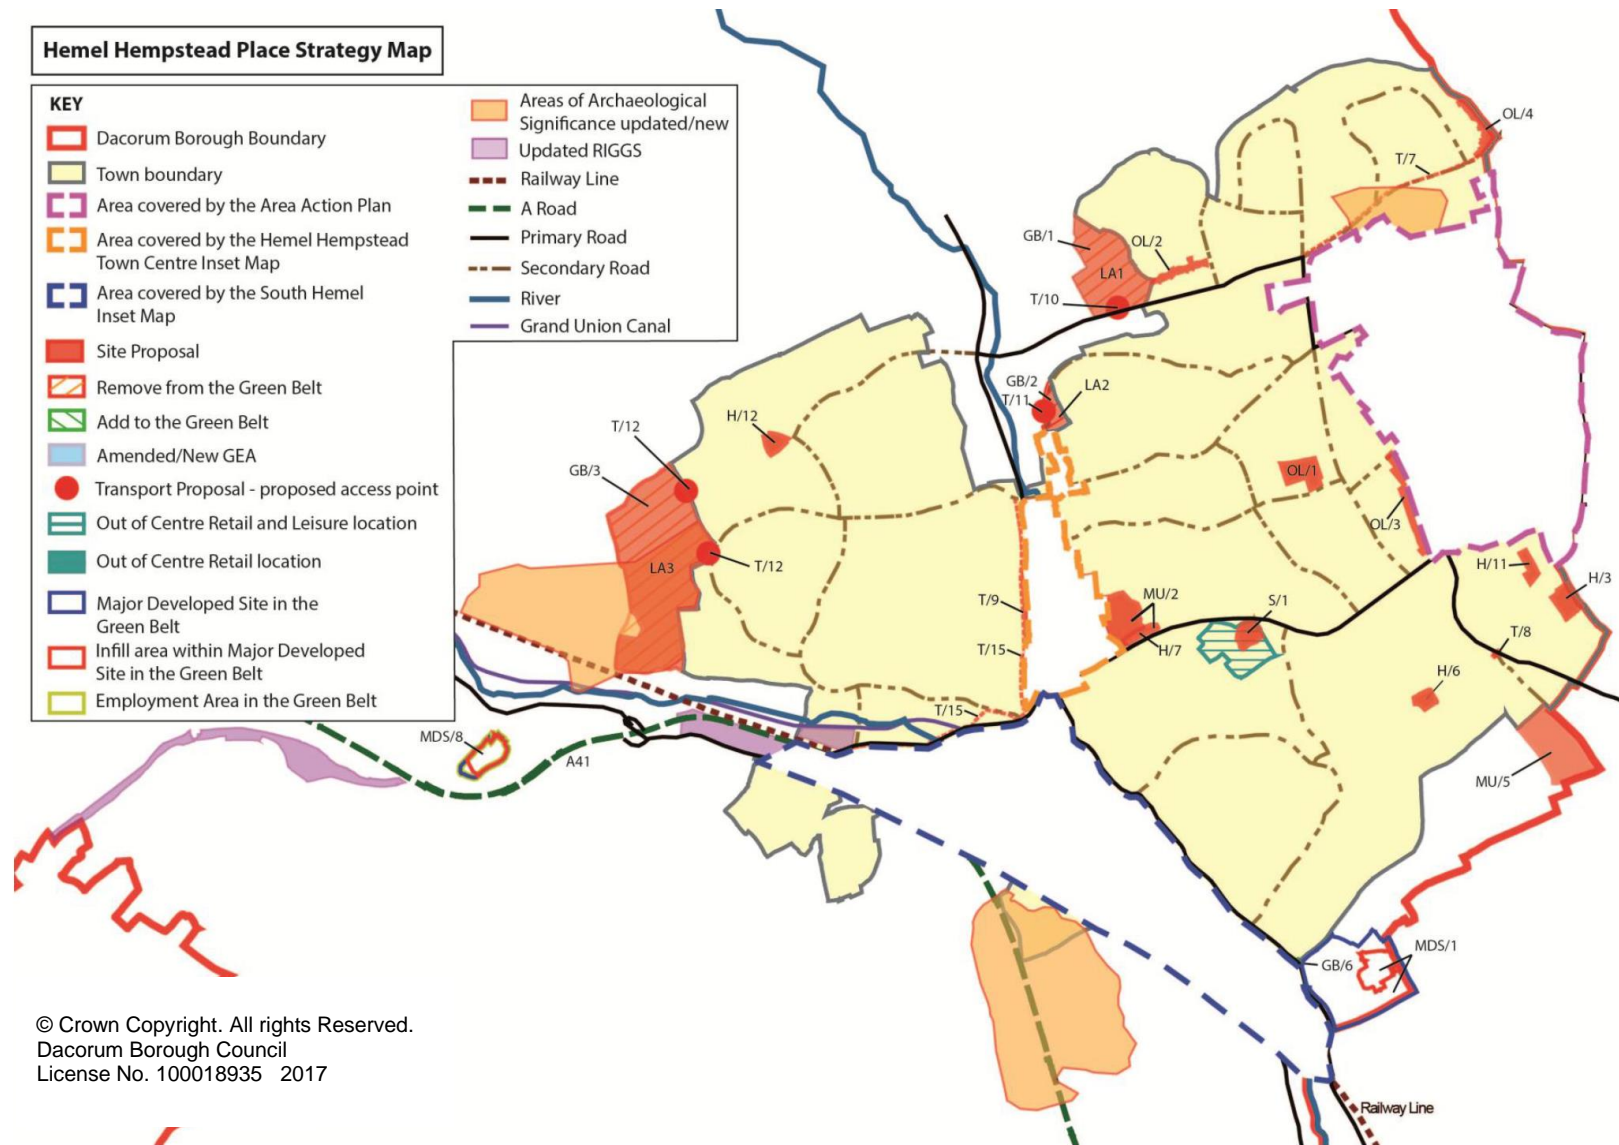 Hemel Hempstead Place Strategy Map
KEY
Dacorum Borough Boundary
Town boundary
Area covered by the Area Action Plan
Area covered by the Hemel Hempstead
Town Centre Inset Map
Area covered by the South Hemel
Inset Map
Site Proposal
Remove from the Green Belt
Add to the Green Belt
Amended/New GEA
Transport Proposal - proposed access point
Out of Centre Retail and Leisure location
Out of Centre Retail location
Major Developed Site in the
Green Belt
Infill area within Major Developed
Site in the Green Belt
Employment Area in the Green Belt
Areas of Archaeological
Significance updated/new
Updated RIGGS
Railway Line
A Road
Primary Road
Secondary Road
River
Grand Union Canal
OL/4
T/7
GB/1
OL/2
LA1
T/10
GB/2
LA2
T/11
H/12
T/12
GB/3
OL/1
OL/3
T/12
LA3
H/11
H/3
T/9
MU/2
S/1
T/8
T/15
H/7
H/6
T/15
MDS/8
A41
MU/5
MDS/1
GB/6
Railway Line
© Crown Copyright. All rights Reserved.
Dacorum Borough Council
License No. 100018935 2017